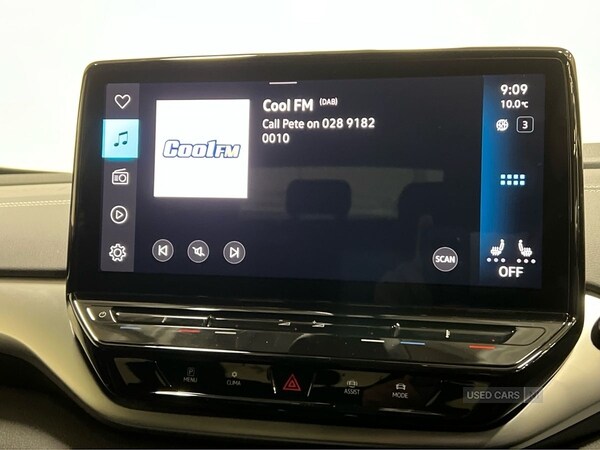 Cool FM (DAB)
Call Pete on 028 9182
0010
CoolFM
9:09
10.0°C
3
SCAN
OFF
MENU
CLIMA
ASSIST
MODE
USED CARS NI